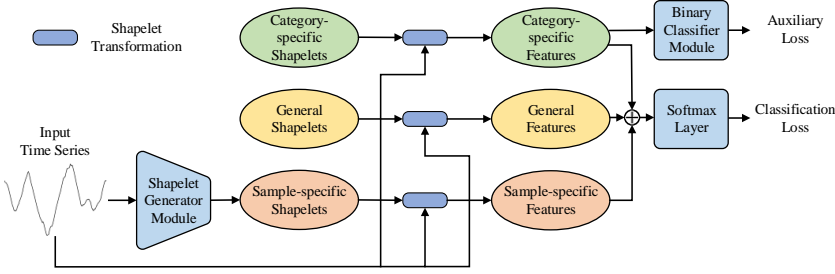 Shapelet
Transformation
Category-
specific
Shapelets
Category-
specific
Features
Binary
Classifier
Module
Auxiliary
Loss
General
Shapelets
General
Features
Softmax
Layer
Classification
Loss
Input
Time Series
Shapelet
Generator
Module
Sample-specific
Shapelets
Sample-specific
Features